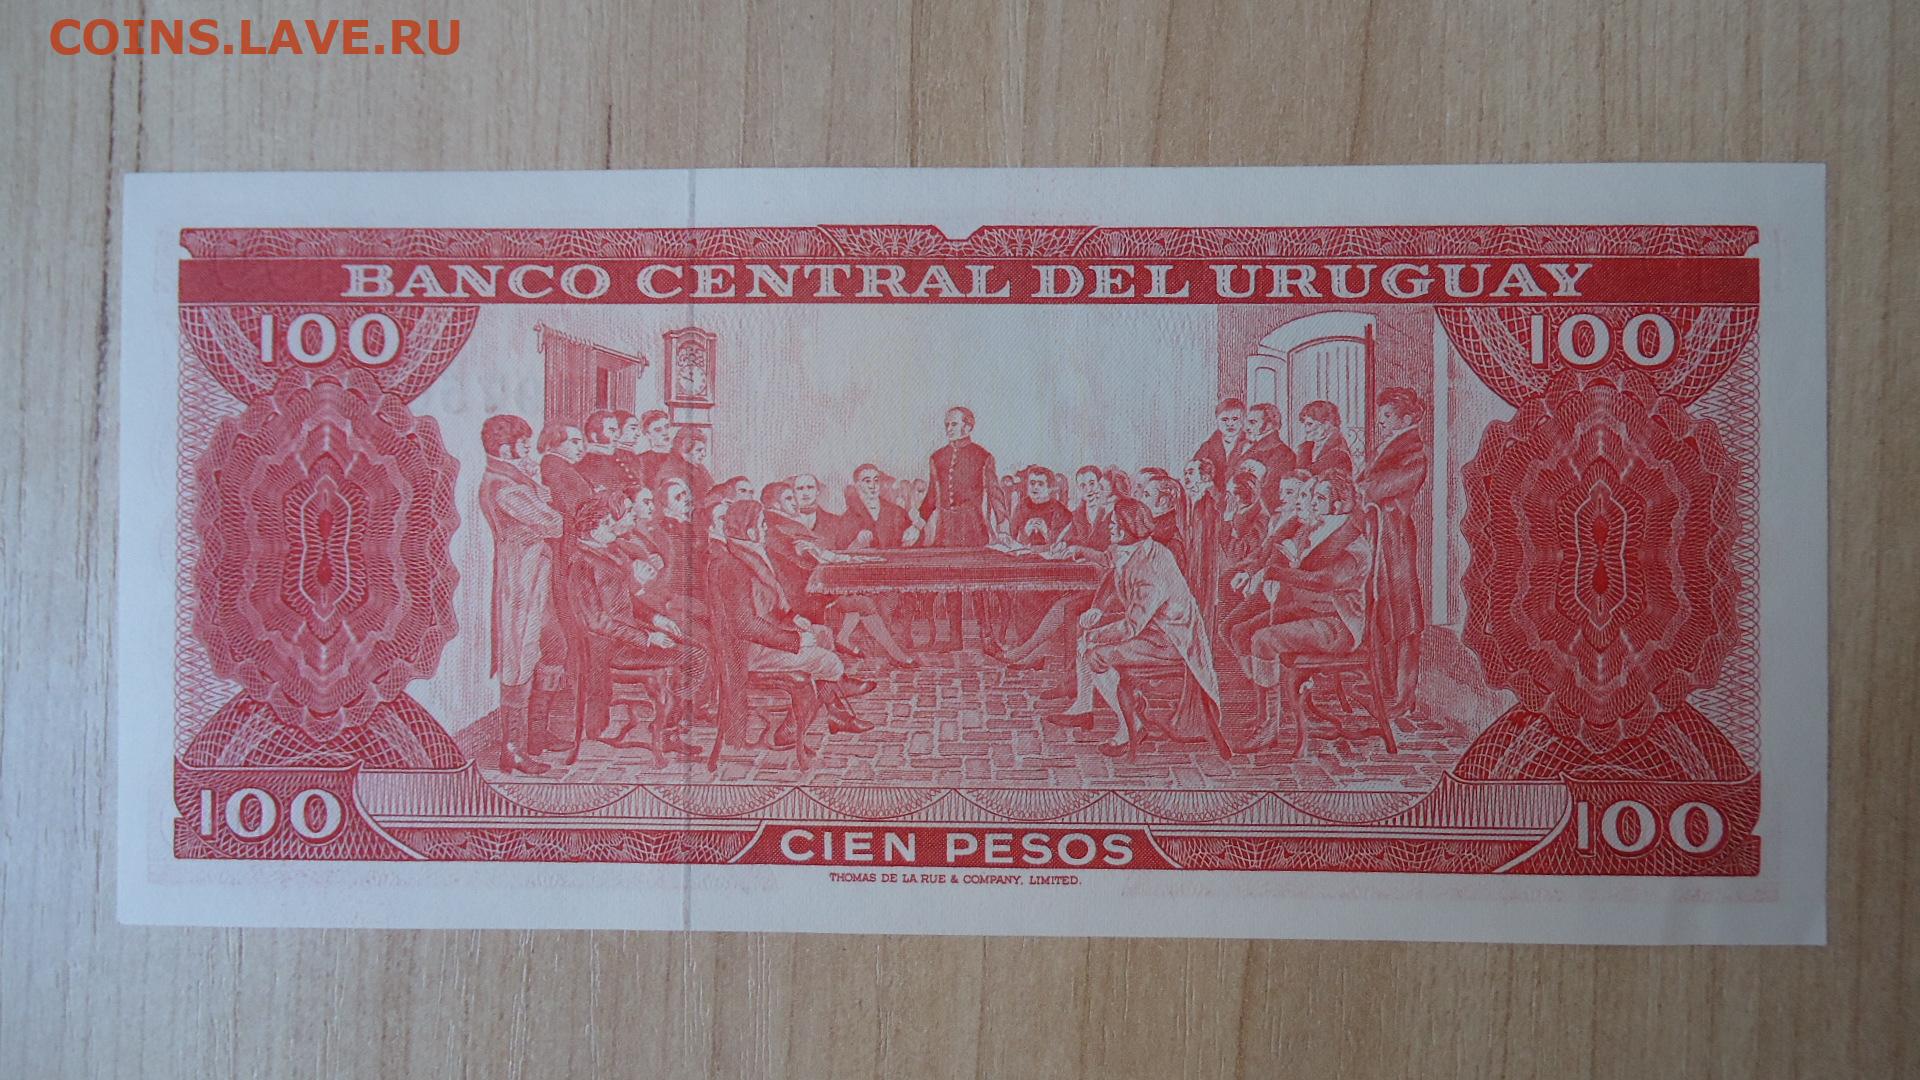 COINS.LAVE.RU
BANCO CENTRAL DEL URUGUAY
100 100
100 100
CIEN PESOS
THOMAS DE LA RUE & COMPANY, LIMITED.